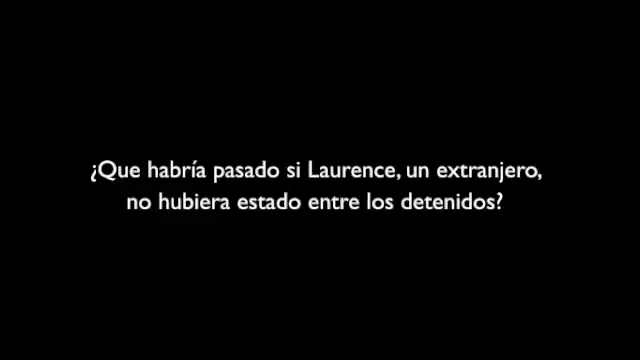 ¿Que habría pasado si Laurence, un extranjero,
no hubiera estado entre los detenidos?